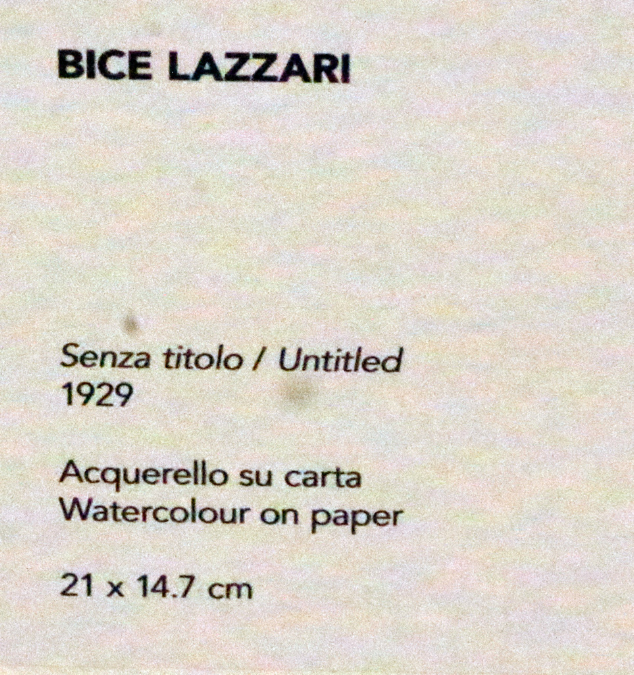 BICE LAZZARI
Senza titolo / Untitled
1929
Acquerello su carta
Watercolour on paper
21 x 14.7 cm